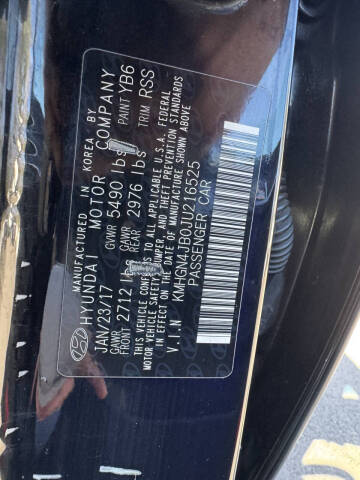 MANUFACTURED IN KOREA BY
HYUNDAI MOTOR COMPANY
JAN/23/17 GVWR 5490 lbs PAINT YB6
GAWR FRONT 2712 lbs GAWR REAR 2976 lbs TRIM RSS
THIS VEHICLE CONFORMS TO ALL APPLICABLE U.S.A. FEDERAL
MOTOR VEHICLE SAFETY, BUMPER, AND THEFT PREVENTION STANDARDS
IN EFFECT ON THE DATE OF MANUFACTURE SHOWN ABOVE
V.I.N KMHGN4JB0JU216525
PASSENGER CAR